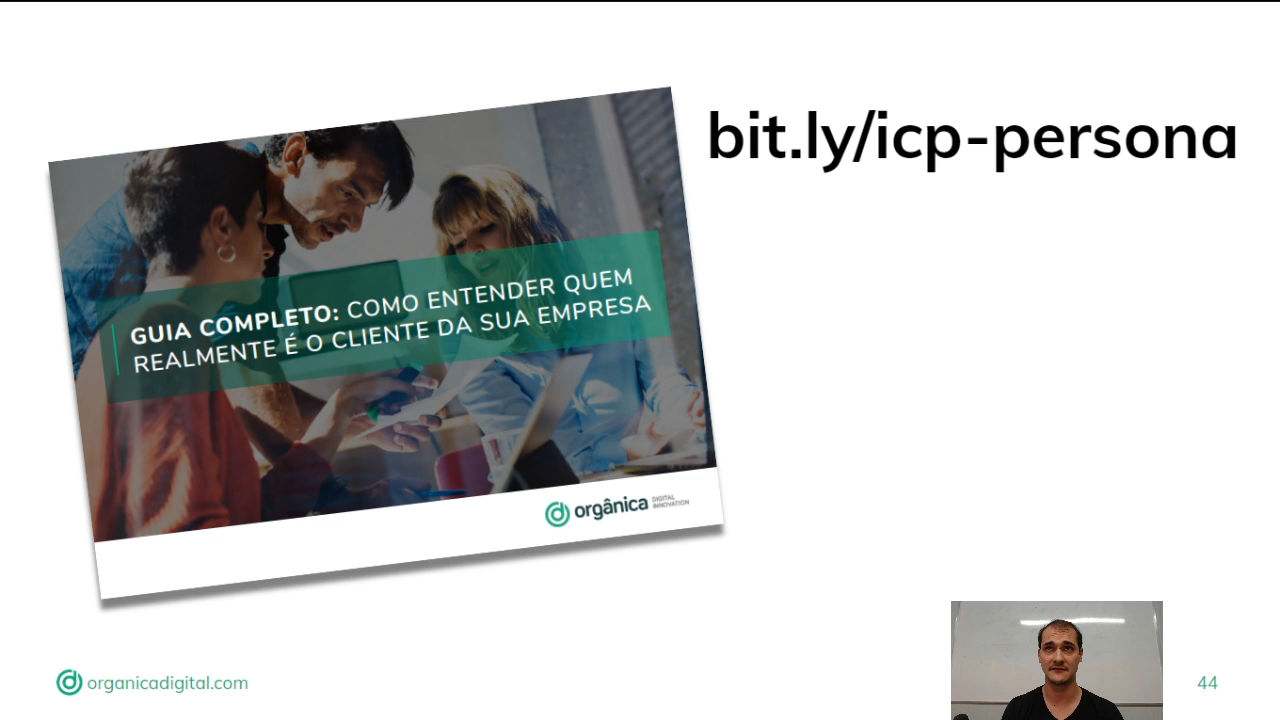 bit.ly/icp-persona
GUIA COMPLETO: COMO ENTENDER QUEM
REALMENTE É O CLIENTE DA SUA EMPRESA
orgânica DIGITAL
INNOVATION
organicadigital.com
44